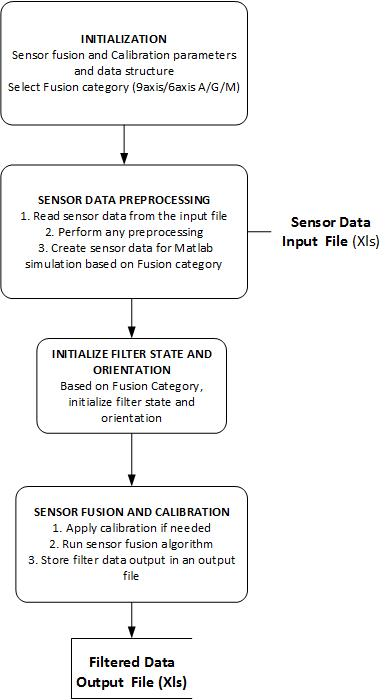 INITIALIZATION
Sensor fusion and Calibration parameters
and data structure
Select Fusion category (9axis/6axis A/G/M)
SENSOR DATA PREPROCESSING
1. Read sensor data from the input file
2. Perform any preprocessing
3. Create sensor data for Matlab
simulation based on Fusion category
Sensor Data
Input File (Xls)
INITIALIZE FILTER STATE AND
ORIENTATION
Based on Fusion Category,
initialize filter state and
orientation
SENSOR FUSION AND CALIBRATION
1. Apply calibration if needed
2. Run sensor fusion algorithm
3. Store filter data output in an output
file
Filtered Data
Output File (Xls)